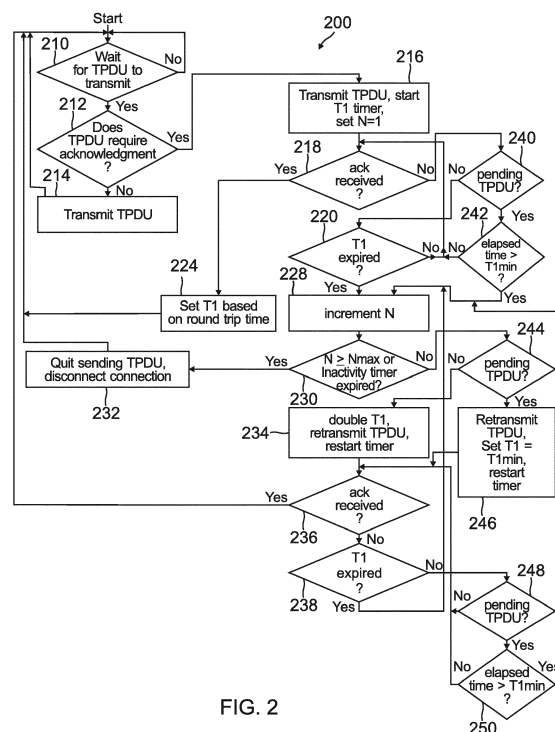 Start
200
210
Wait
for TPDU to
transmit
No
Yes
212
Does
TPDU require
acknowledgment
?
Yes
No
214
Transmit TPDU
216
Transmit TPDU, start
T1 timer,
set N=1
218
Yes
ack
received?
No
240
pending
TPDU?
No
Yes
220
T1
expired?
No
Yes
242
No
elapsed
time >
T1min
?
Yes
224
Set T1 based
on round trip time
228
increment N
Yes
N ≥ Nmax or
Inactivity timer
expired?
No
230
Quit sending TPDU,
disconnect connection
232
244
pending
TPDU?
No
Yes
234
double T1,
retransmit TPDU,
restart timer
Retransmit
TPDU,
Set T1 =
T1min,
restart
timer
246
Yes
ack
received
?
236
No
T1
expired
?
No
238
Yes
248
pending
TPDU?
No
Yes
No
elapsed
time > T1min
?
Yes
250
FIG. 2